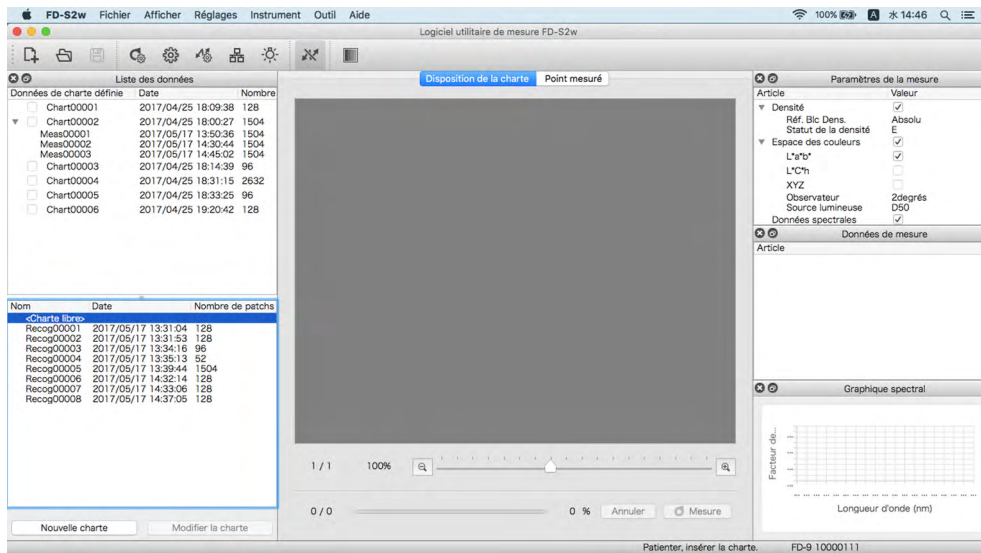 FD-S2w Fichier Afficher Réglages Instrument Outil Aide 100% A 水14:46
Logiciel utilitaire de mesure FD-S2w
Liste des données
Données de charte définie Date Nombre
Chart00001 2017/04/25 18:09:38 128
Chart00002 2017/04/25 18:00:27 1504
Meas00001 2017/05/17 13:50:36 1504
Meas00002 2017/05/17 14:30:44 1504
Meas00003 2017/05/17 14:45:02 1504
Chart00003 2017/04/25 18:14:39 96
Chart00004 2017/04/25 18:31:15 2632
Chart00005 2017/04/25 18:33:25 96
Chart00006 2017/04/25 19:20:42 128
Nom Date Nombre de patchs
<Charte libre>
Recog00001 2017/05/17 13:31:04 128
Recog00002 2017/05/17 13:31:53 128
Recog00003 2017/05/17 13:34:16 96
Recog00004 2017/05/17 13:35:13 52
Recog00005 2017/05/17 13:39:44 1504
Recog00006 2017/05/17 14:32:14 128
Recog00007 2017/05/17 14:33:06 128
Recog00008 2017/05/17 14:37:05 128
Nouvelle charte Modifier la charte
Disposition de la charte Point mesuré
1 / 1 100%
0 / 0 0 % Annuler Mesure
Paramètres de la mesure
Article Valeur
Densité
Réf. Blc Dens. Absolu
Statut de la densité E
Espace des couleurs
L*a*b*
L*C*h
XYZ
Observateur 2degrés
Source lumineuse D50
Données spectrales
Données de mesure
Article
Graphique spectral
Facteur de...
Longueur d'onde (nm)
Patienter, insérer la charte. FD-9 10000111